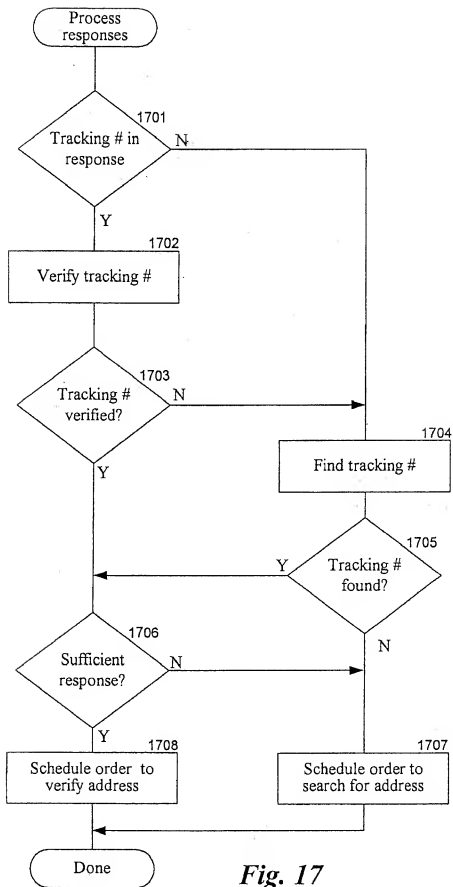 Process
responses
1701
Tracking # in
response
N
Y
1702
Verify tracking #
1703
Tracking #
verified?
N
Y
1704
Find tracking #
1705
Tracking #
found?
Y
N
1706
Sufficient
response?
N
Y
1708
Schedule order to
verify address
1707
Schedule order to
search for address
Done
Fig. 17